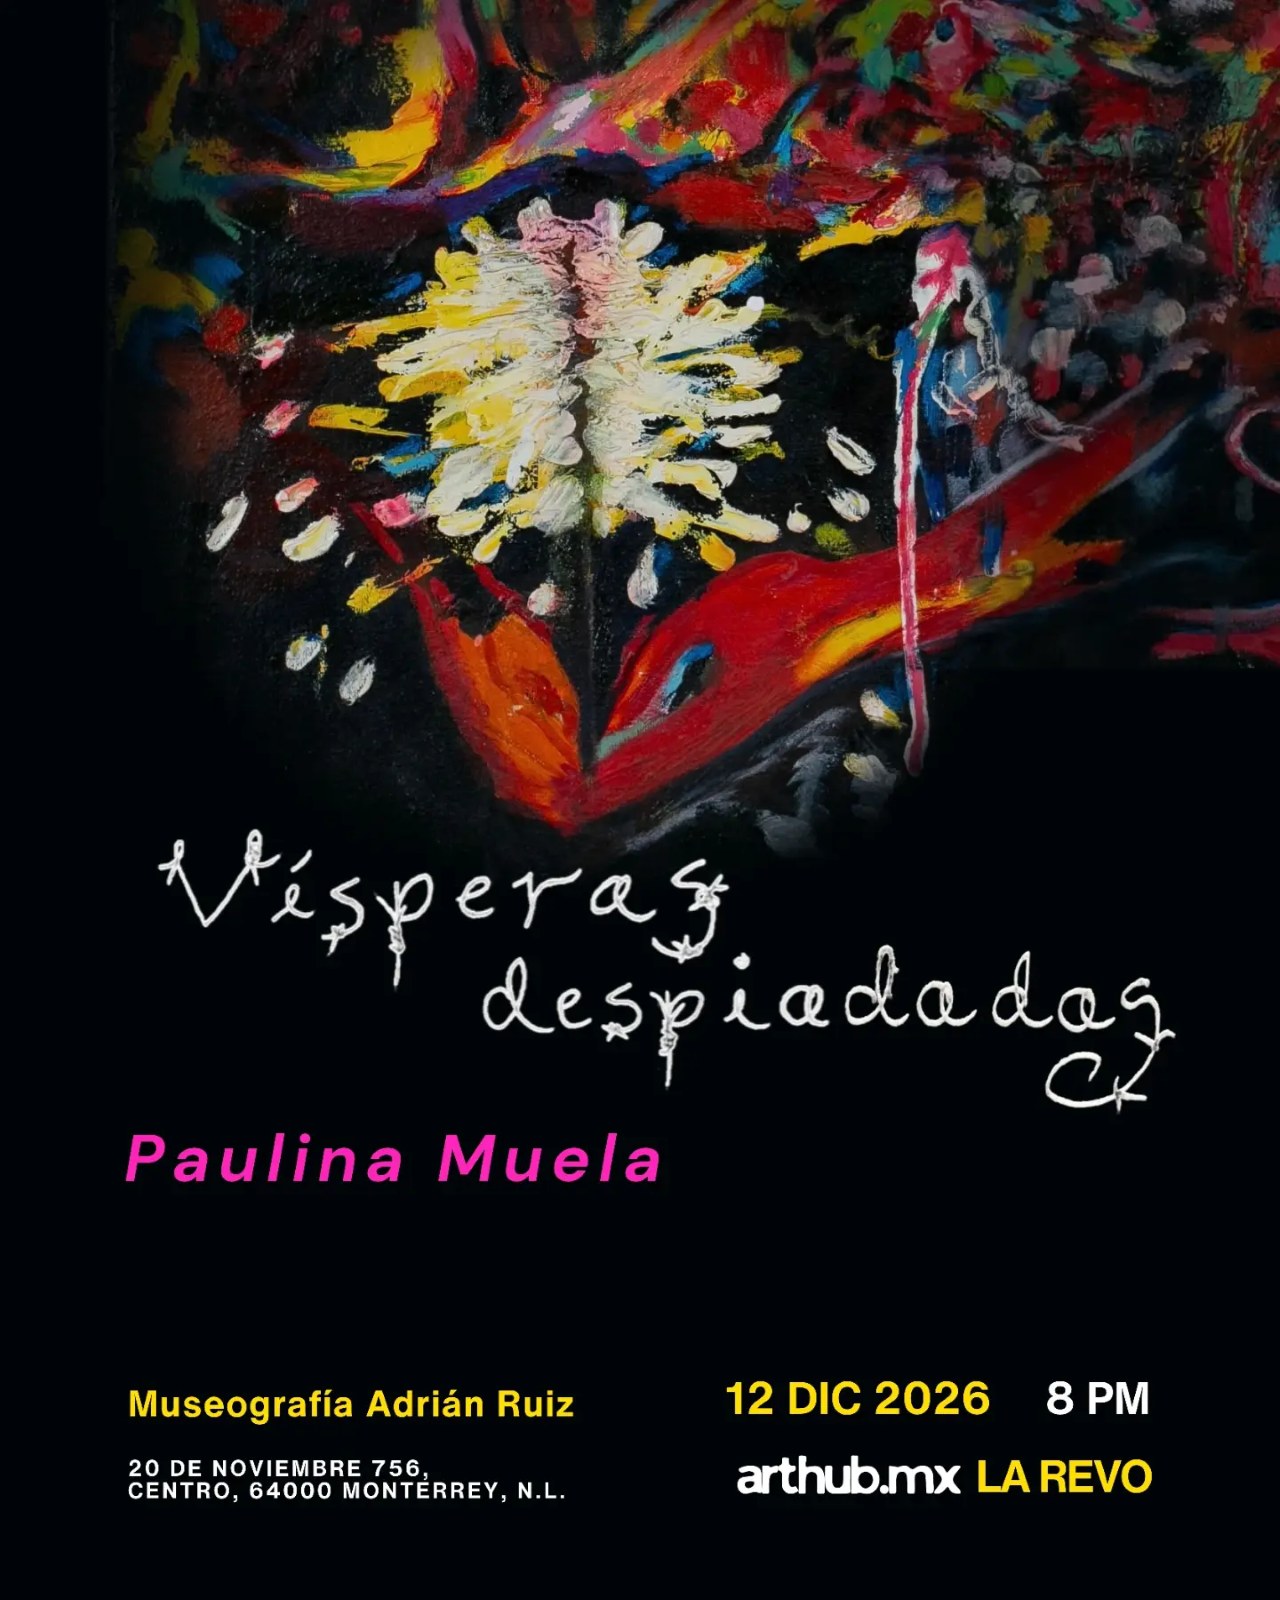 Vísperas
despiadadas
Paulina Muela
Museografía Adrián Ruiz
20 DE NOVIEMBRE 756,
CENTRO, 64000 MONTERREY, N.L.
12 DIC 2026 8 PM
arthub.mx LA REVO